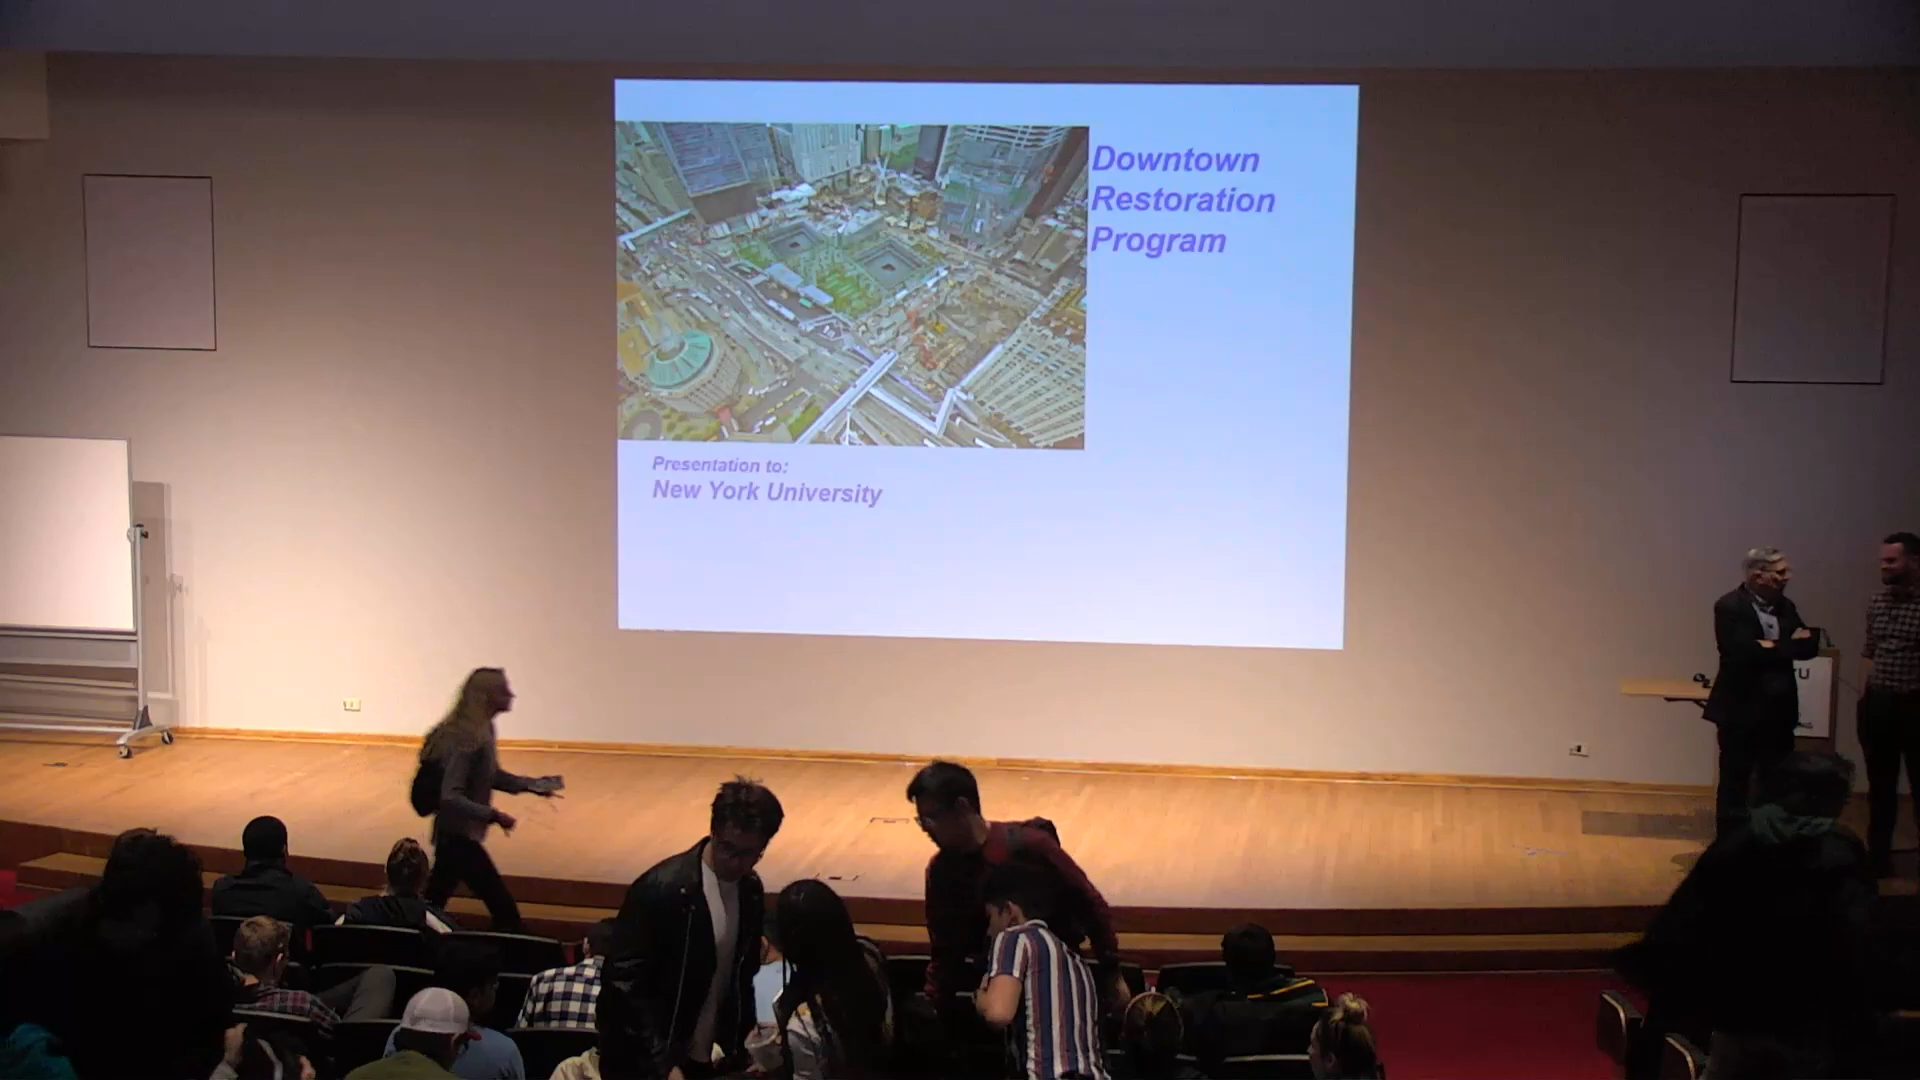 Downtown
Restoration
Program
Presentation to:
New York University